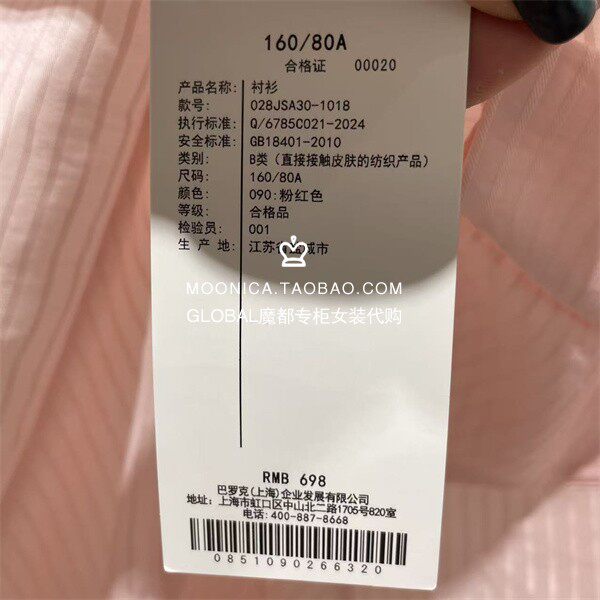 160/80A
合格证 00020
产品名称: 衬衫
款号: 028JSA30-1018
执行标准: Q/6785C021-2024
安全标准: GB18401-2010
类别: B类(直接接触皮肤的纺织产品)
尺码: 160/80A
颜色: 090:粉红色
等级: 合格品
检验员: 001
生 产 地: 江苏省盐城市
MOONICA.TAOBAO.COM
GLOBAL魔都专柜女装代购
RMB 698
巴罗克(上海)企业发展有限公司
地址: 上海市虹口区中山北二路1705号820室
电话:400-887-8668
0851090266320